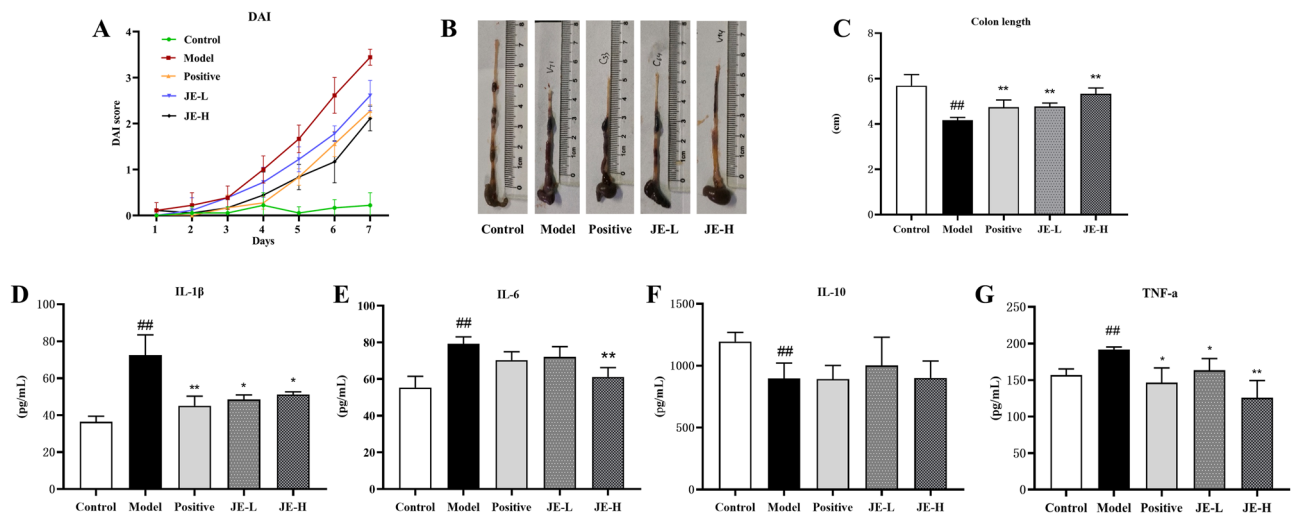 A
DAI
DAI score
4
3
2
1
0
1 2 3 4 5 6 7
Days
Control
Model
Positive
JE-L
JE-H
B
Control Model Positive JE-L JE-H
C
Colon length
(cm)
8
6
4
2
0
##
**
**
**
Control Model Positive JE-L JE-H
D
IL-1β
(pg/mL)
80
60
40
20
0
##
**
*
*
Control Model Positive JE-L JE-H
E
IL-6
(pg/mL)
100
80
60
40
20
0
##
**
Control Model Positive JE-L JE-H
F
IL-10
(pg/mL)
1500
1000
500
0
##
Control Model Positive JE-L JE-H
G
TNF-a
(pg/mL)
250
200
150
100
50
0
##
*
*
**
Control Model Positive JE-L JE-H